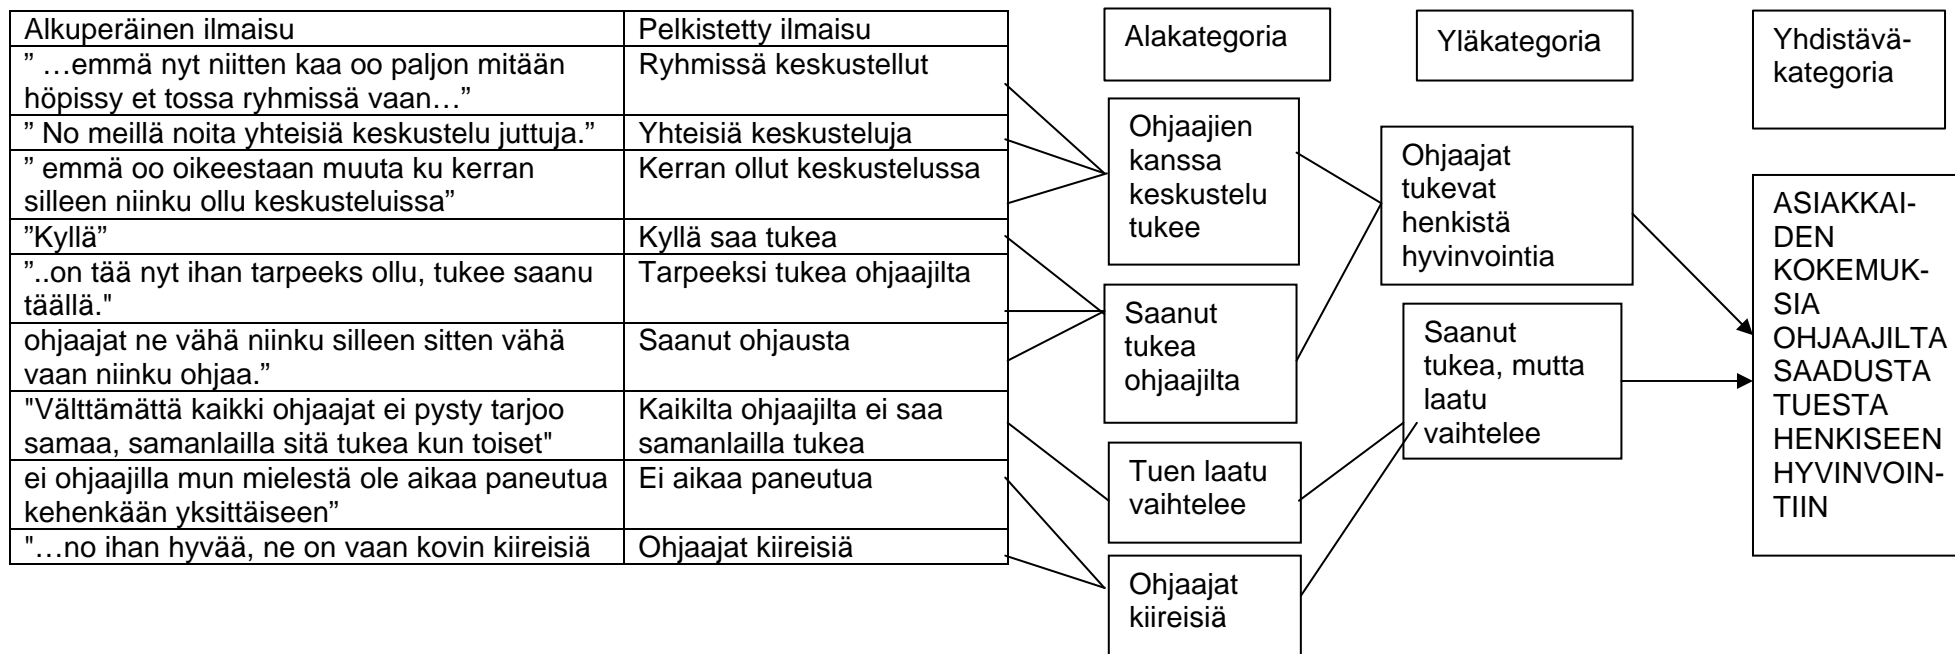 Alkuperäinen ilmaisu
Pelkistetty ilmaisu
” …emmä nyt niitten kaa oo paljon mitään
höpissy et tossa ryhmissä vaan…”
Ryhmissä keskustellut
” No meillä noita yhteisiä keskustelu juttuja.”
Yhteisiä keskusteluja
” emmä oo oikeestaan muuta ku kerran
silleen niinku ollu keskusteluissa”
Kerran ollut keskustelussa
”Kyllä”
Kyllä saa tukea
”..on tää nyt ihan tarpeeks ollu, tukee saanu
täällä."
Tarpeeksi tukea ohjaajilta
ohjaajat ne vähä niinku silleen sitten vähä
vaan niinku ohjaa.”
Saanut ohjausta
"Välttämättä kaikki ohjaajat ei pysty tarjoo
samaa, samanlailla sitä tukea kun toiset"
Kaikilta ohjaajilta ei saa
samanlailla tukea
ei ohjaajilla mun mielestä ole aikaa paneutua
kehenkään yksittäiseen”
Ei aikaa paneutua
"…no ihan hyvää, ne on vaan kovin kiireisiä
Ohjaajat kiireisiä
Alakategoria
Ohjaajien
kanssa
keskustelu
tukee
Saanut
tukea
ohjaajilta
Tuen laatu
vaihtelee
Ohjaajat
kiireisiä
Yläkategoria
Ohjaajat
tukevat
henkistä
hyvinvointia
Saanut
tukea, mutta
laatu
vaihtelee
Yhdistävä-
kategoria
ASIAKKAI-
DEN
KOKEMUK-
SIA
OHJAAJILTA
SAADUSTA
TUESTA
HENKISEEN
HYVINVOIN-
TIIN